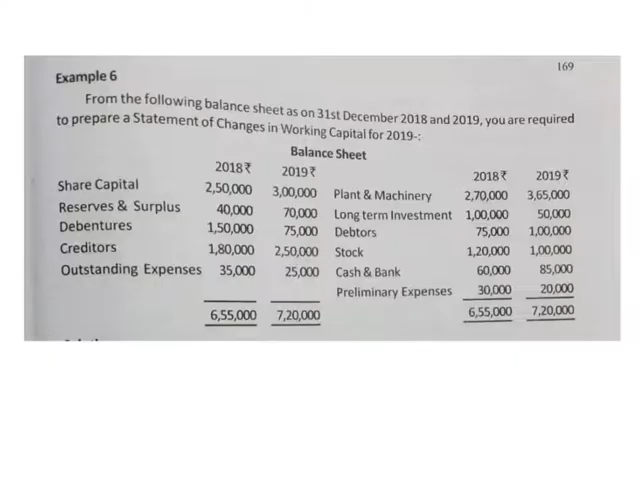 169
Example 6
From the following balance sheet as on 31st December 2018 and 2019, you are required
to prepare a Statement of Changes in Working Capital for 2019-:
Balance Sheet
2018₹ 2019₹ 2018₹ 2019₹
Share Capital 2,50,000 3,00,000 Plant & Machinery 2,70,000 3,65,000
Reserves & Surplus 40,000 70,000 Long term Investment 1,00,000 50,000
Debentures 1,50,000 75,000 Debtors 75,000 1,00,000
Creditors 1,80,000 2,50,000 Stock 1,20,000 1,00,000
Outstanding Expenses 35,000 25,000 Cash & Bank 60,000 85,000
Preliminary Expenses 30,000 20,000
6,55,000 7,20,000 6,55,000 7,20,000